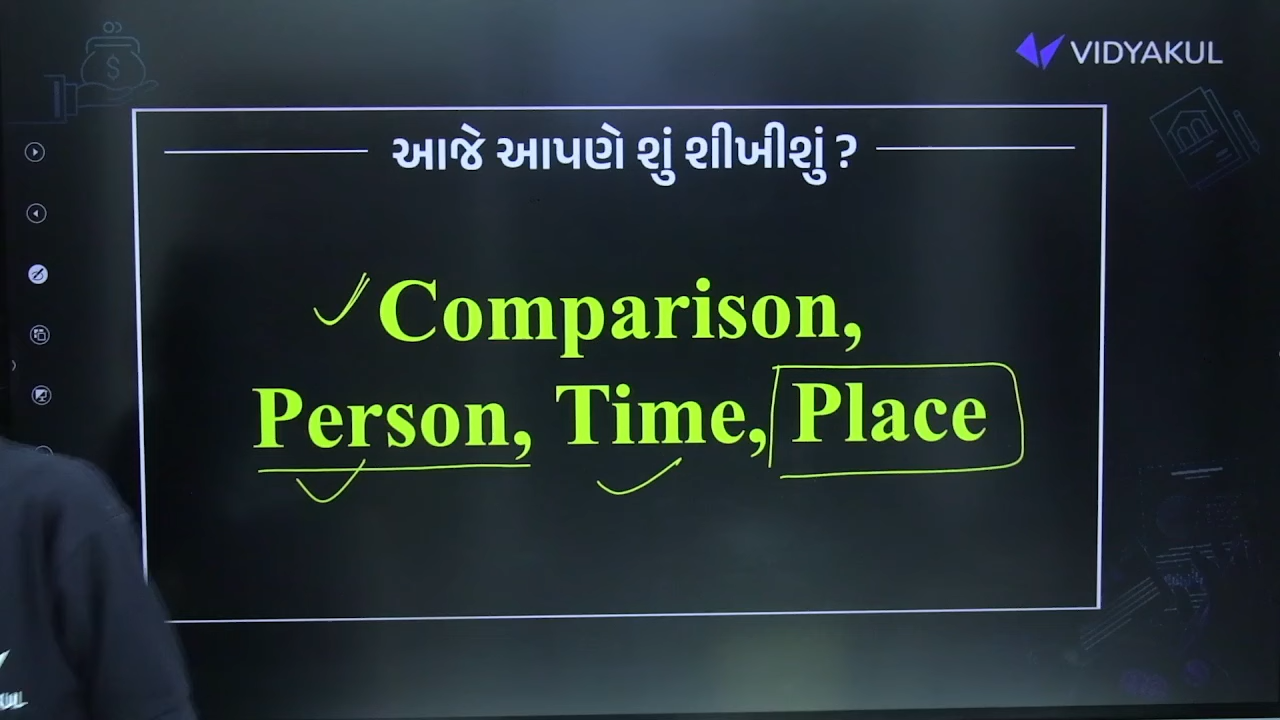 VIDYAKUL
આજે આપણે શું શીખીશું ?
Comparison,
Person, Time, Place